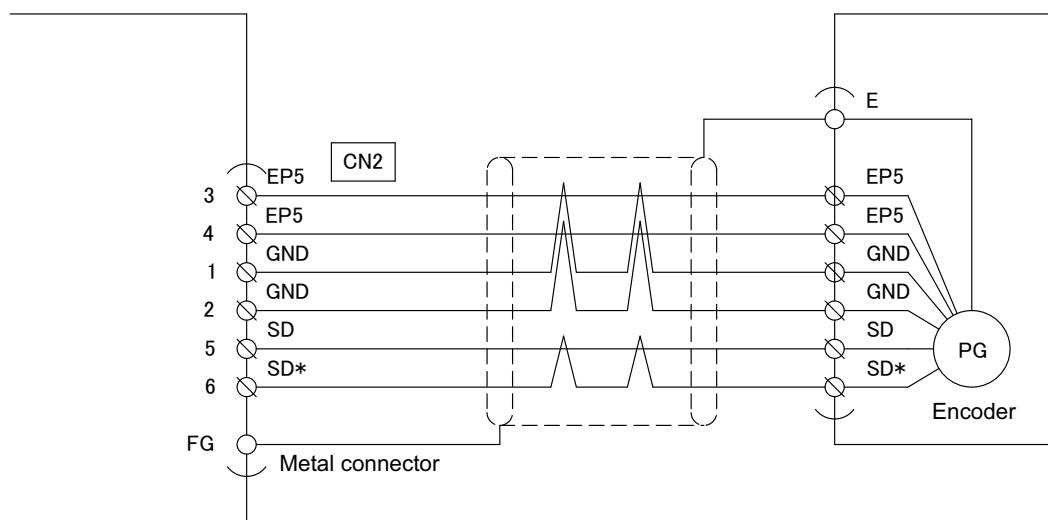 E
CN2
3 EP5 EP5
4 EP5 EP5
1 GND GND
2 GND GND
5 SD SD
6 SD* SD*
PG
Encoder
FG
Metal connector